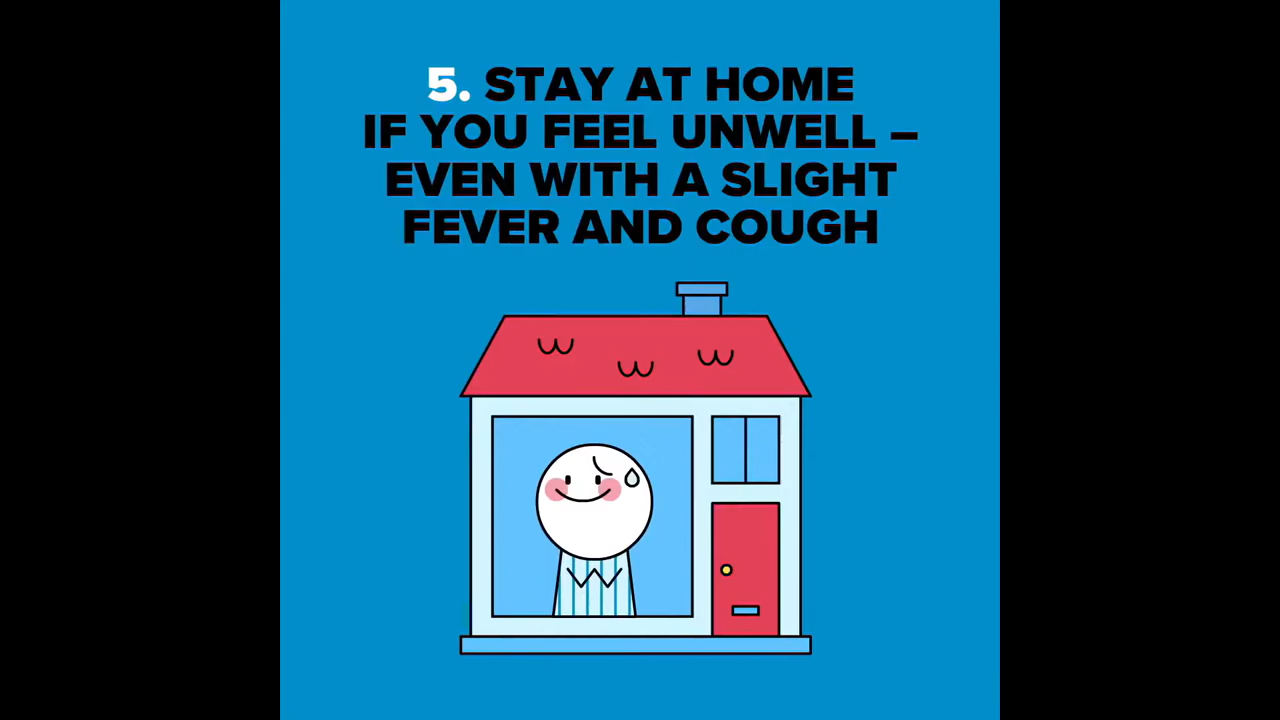 5. STAY AT HOME
IF YOU FEEL UNWELL –
EVEN WITH A SLIGHT
FEVER AND COUGH